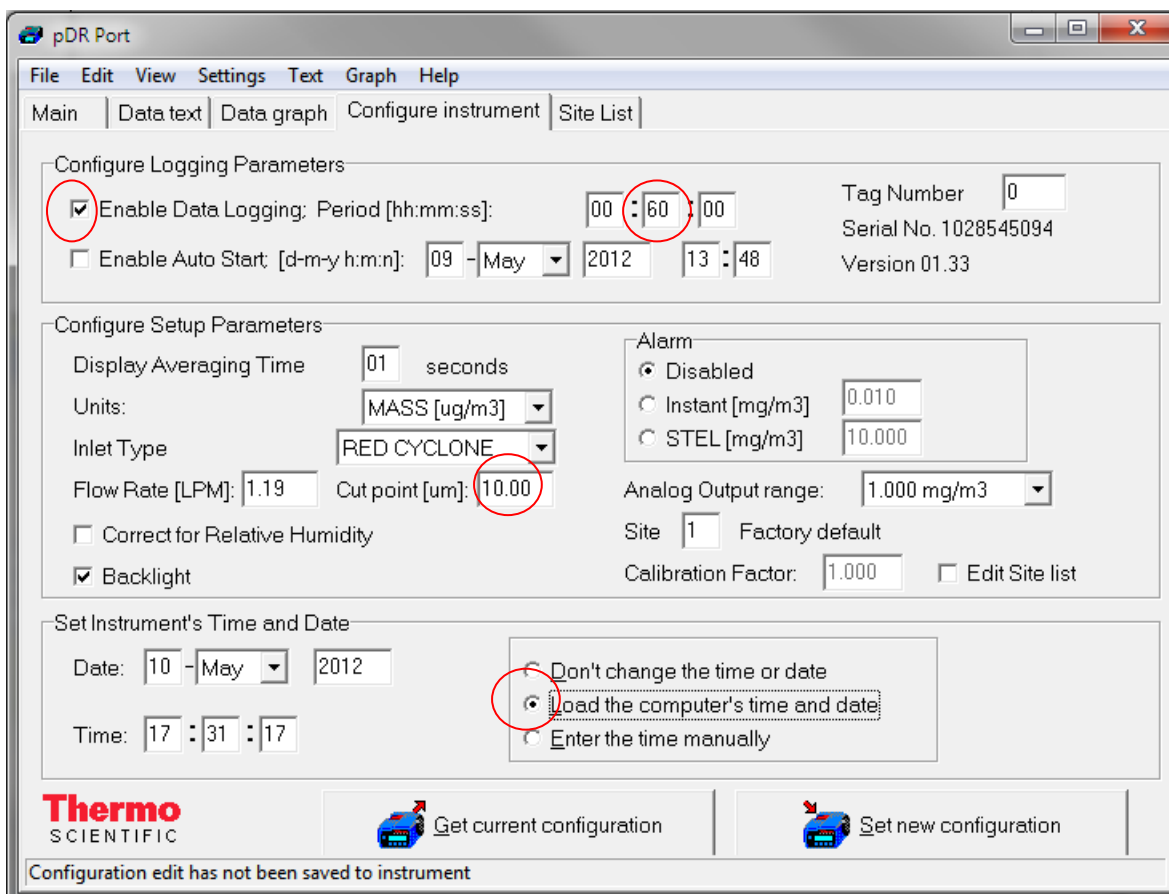 pDR Port
File Edit View Settings Text Graph Help
Main Data text Data graph Configure instrument Site List
Configure Logging Parameters
Enable Data Logging; Period [hh:mm:ss]: 00 : 60 : 00
Tag Number 0
Serial No. 1028545094
Enable Auto Start; [d-m-y h:m:n]: 09 - May 2012 13 : 48
Version 01.33
Configure Setup Parameters
Display Averaging Time 01 seconds
Units: MASS [ug/m3]
Inlet Type RED CYCLONE
Flow Rate [LPM]: 1.19 Cut point [um]: 10.00
Correct for Relative Humidity
Backlight
Alarm
Disabled
Instant [mg/m3] 0.010
STEL [mg/m3] 10.000
Analog Output range: 1.000 mg/m3
Site 1 Factory default
Calibration Factor: 1.000 Edit Site list
Set Instrument's Time and Date
Date: 10 - May 2012
Time: 17 : 31 : 17
Don't change the time or date
Load the computer's time and date
Enter the time manually
Thermo
SCIENTIFIC
Get current configuration
Set new configuration
Configuration edit has not been saved to instrument